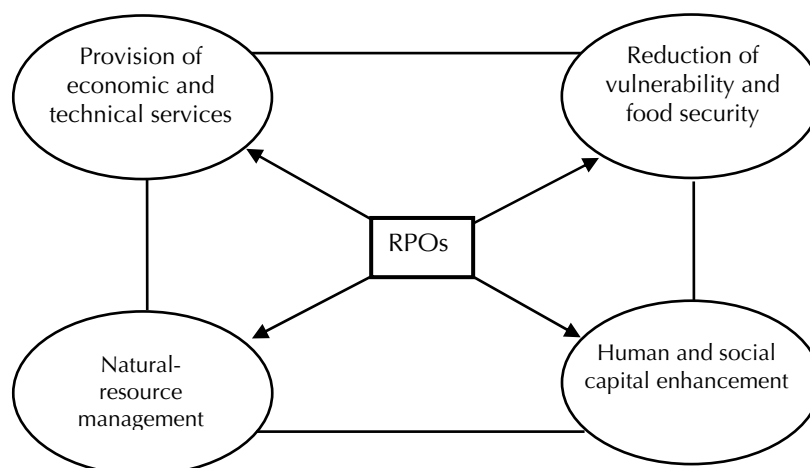 Provision of
economic and
technical services
Reduction of
vulnerability and
food security
RPOs
Natural-
resource
management
Human and social
capital enhancement